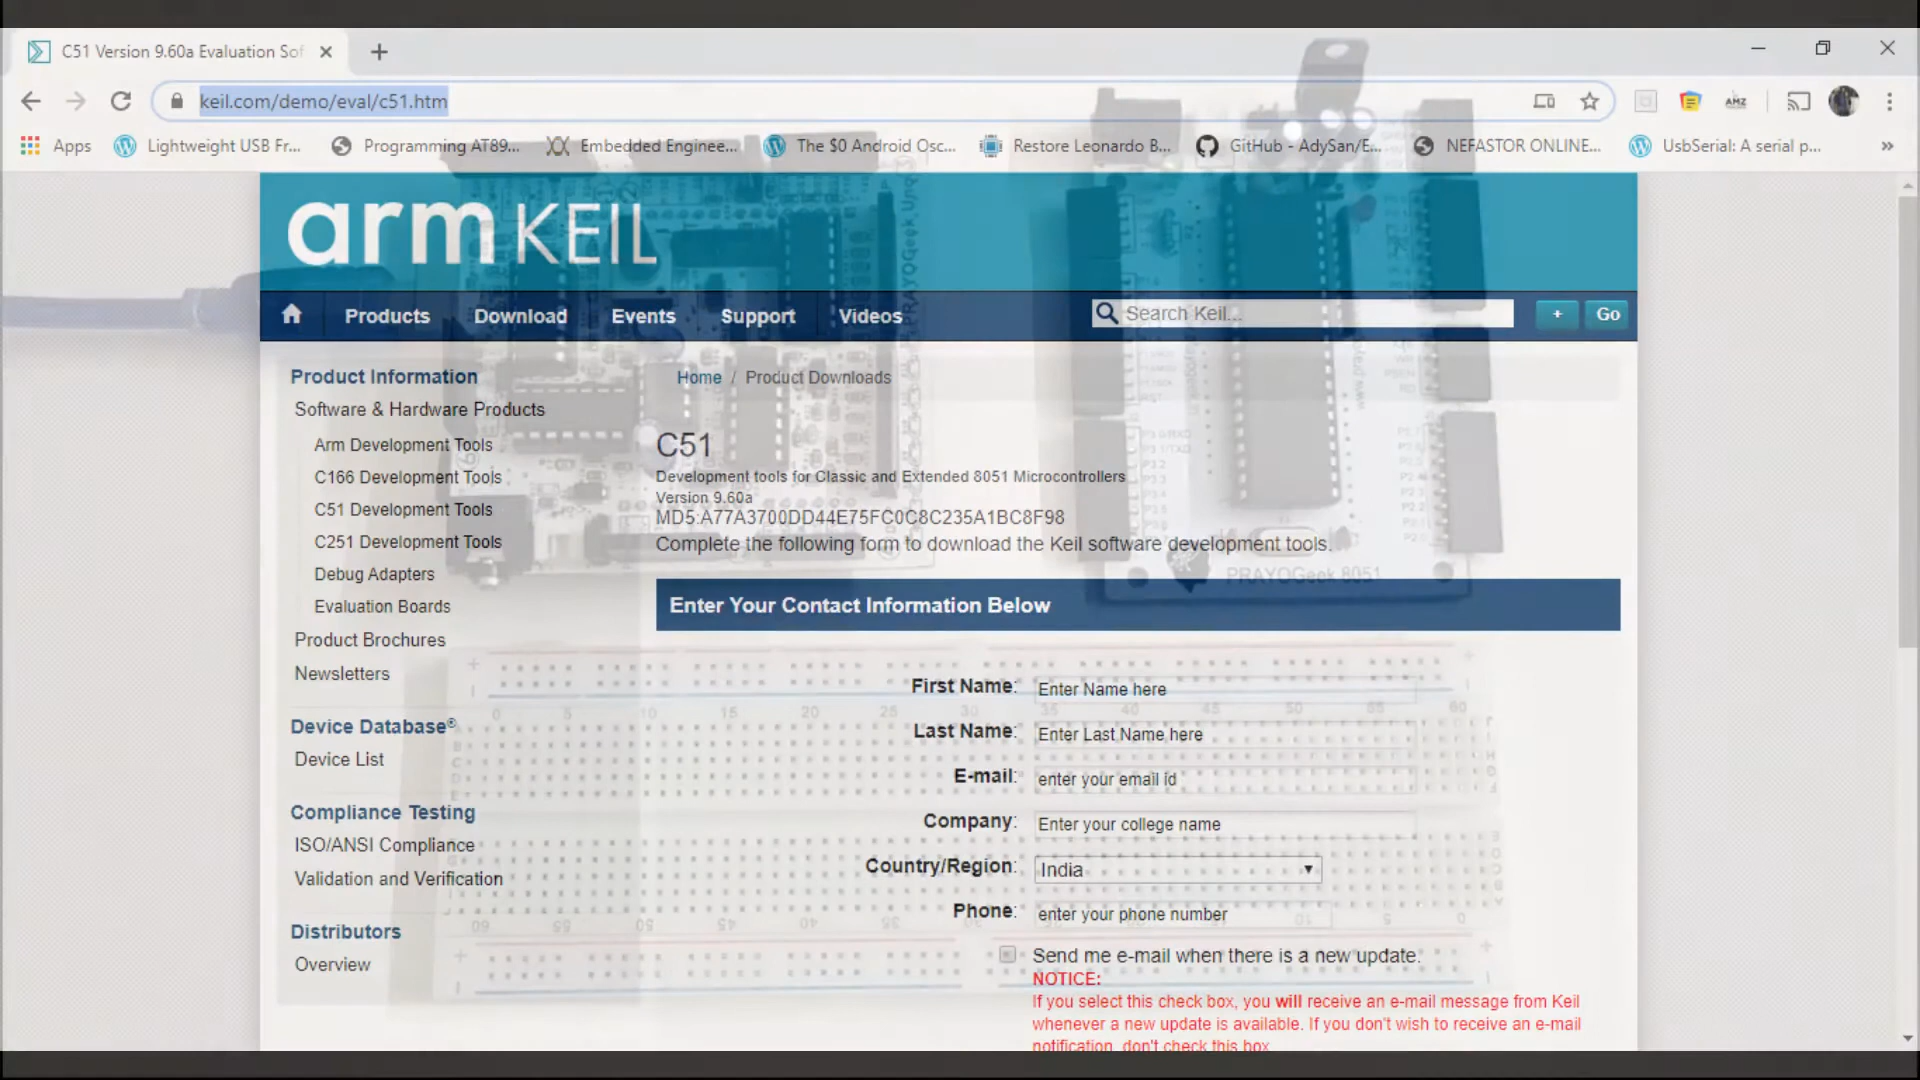 C51 Version 9.60a Evaluation Sof
keil.com/demo/eval/c51.htm
AMZ
Apps
Lightweight USB Fr...
Programming AT89...
Embedded Enginee...
The $0 Android Osc...
Restore Leonardo B...
GitHub - AdySan/E...
NEFASTOR ONLINE...
UsbSerial: A serial p...
»
arm KEIL
Products
Download
Events
Support
Videos
Search Keil...
+
Go
Product Information
Software & Hardware Products
Arm Development Tools
C166 Development Tools
C51 Development Tools
C251 Development Tools
Debug Adapters
Evaluation Boards
Product Brochures
Newsletters
Device Database®
Device List
Compliance Testing
ISO/ANSI Compliance
Validation and Verification
Distributors
Overview
Home / Product Downloads
C51
Development tools for Classic and Extended 8051 Microcontrollers
Version 9.60a
MD5:A77A3700DD44E75FC0C8C235A1BC8F98
Complete the following form to download the Keil software development tools.
PRAYOGeek 8051
Enter Your Contact Information Below
First Name: Enter Name here
Last Name: Enter Last Name here
E-mail: enter your email id
Company: Enter your college name
Country/Region: India
Phone: enter your phone number
Send me e-mail when there is a new update.
NOTICE:
If you select this check box, you will receive an e-mail message from Keil
whenever a new update is available. If you don't wish to receive an e-mail
notification, don't check this box.